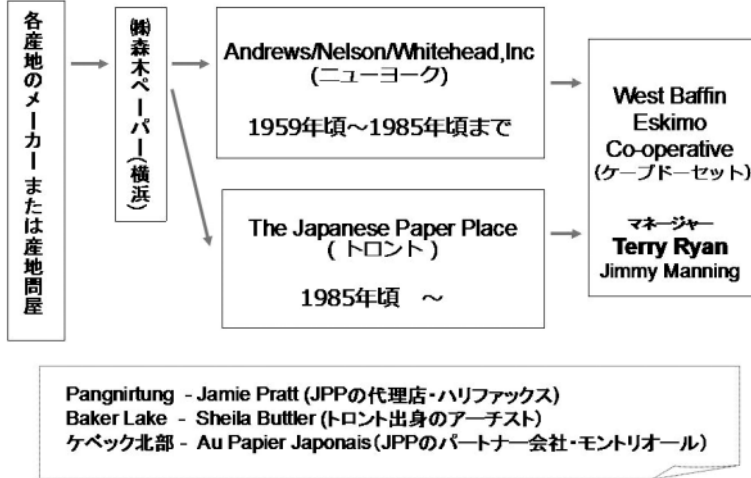 各産地のメーカーまたは産地問屋
㈱森木ペーパー(横浜)
Andrews/Nelson/Whitehead,Inc
(ニューヨーク)
1959年頃～1985年頃まで
The Japanese Paper Place
( トロント )
1985年頃　～
West Baffin
Eskimo
Co-operative
(ケープドーセット)
マネージャー
Terry Ryan
Jimmy Manning
Pangnirtung - Jamie Pratt (JPPの代理店・ハリファックス)
Baker Lake - Sheila Buttler (トロント出身のアーチスト)
ケベック北部 - Au Papier Japonais (JPPのパートナー会社・モントリオール)